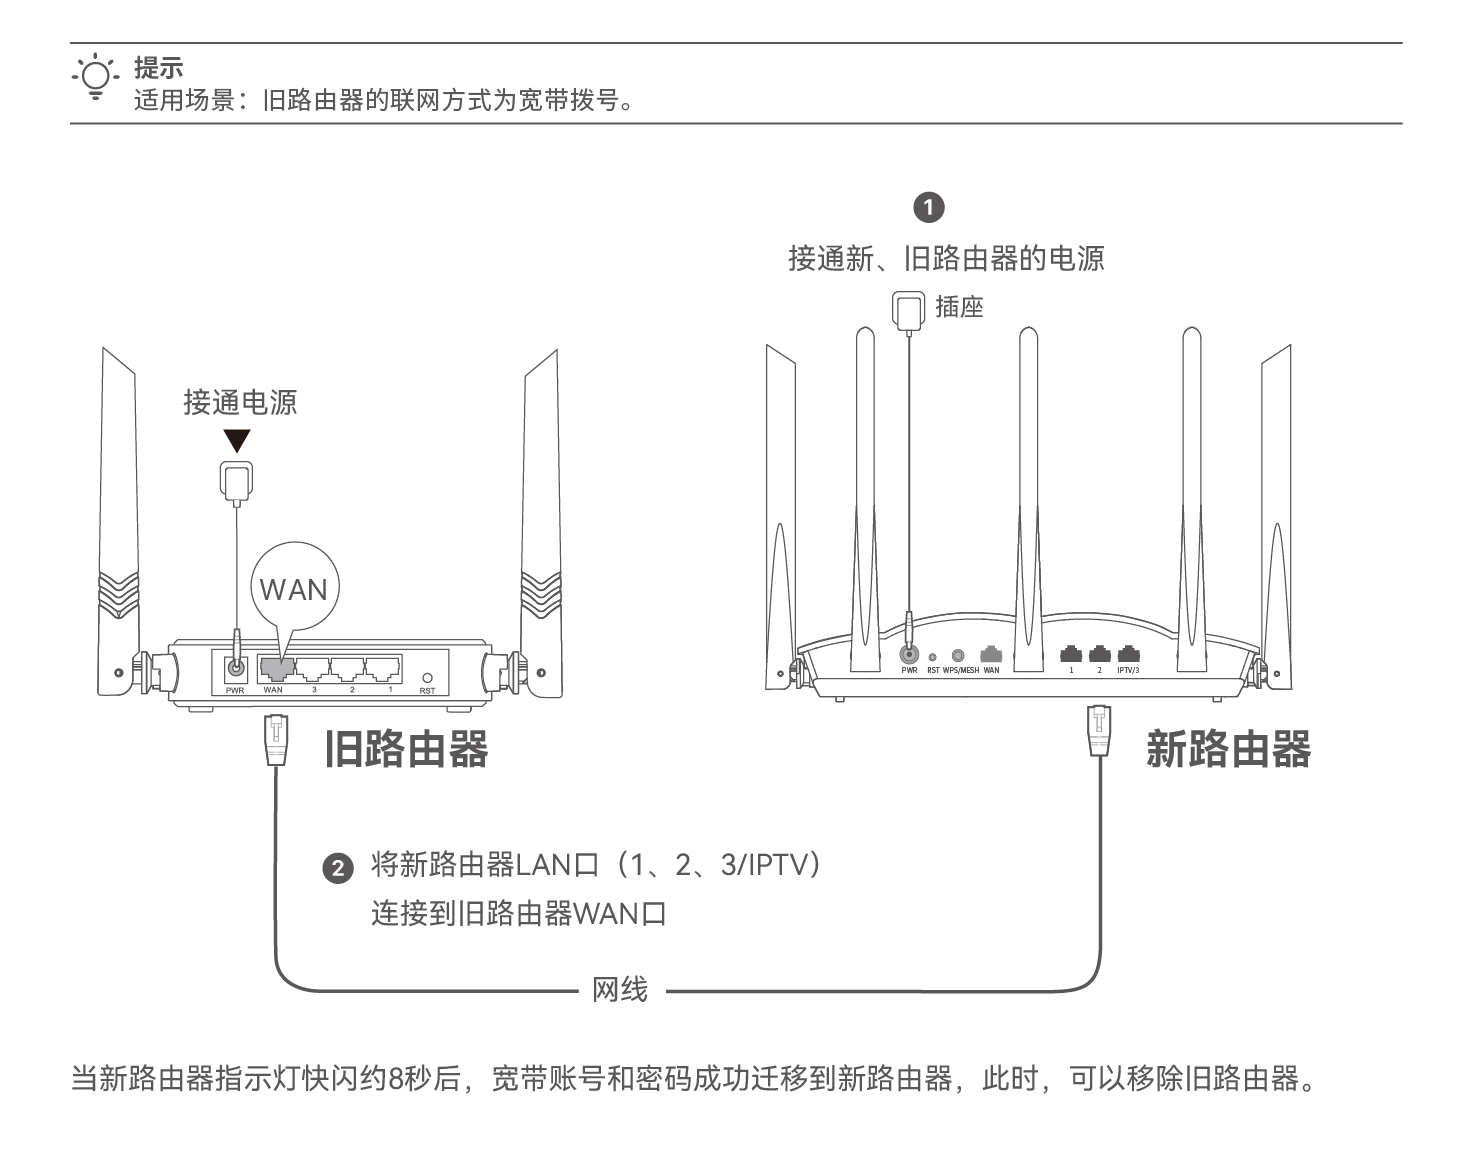 提示
适用场景：旧路由器的联网方式为宽带拨号。
1
接通新、旧路由器的电源
插座
接通电源
WAN
PWR WAN 3 2 1 RST
PWR RST WPS/MESH WAN 1 2 IPTV/3
旧路由器
新路由器
2 将新路由器LAN口（1、2、3/IPTV）
连接到旧路由器WAN口
网线
当新路由器指示灯快闪约8秒后，宽带账号和密码成功迁移到新路由器，此时，可以移除旧路由器。